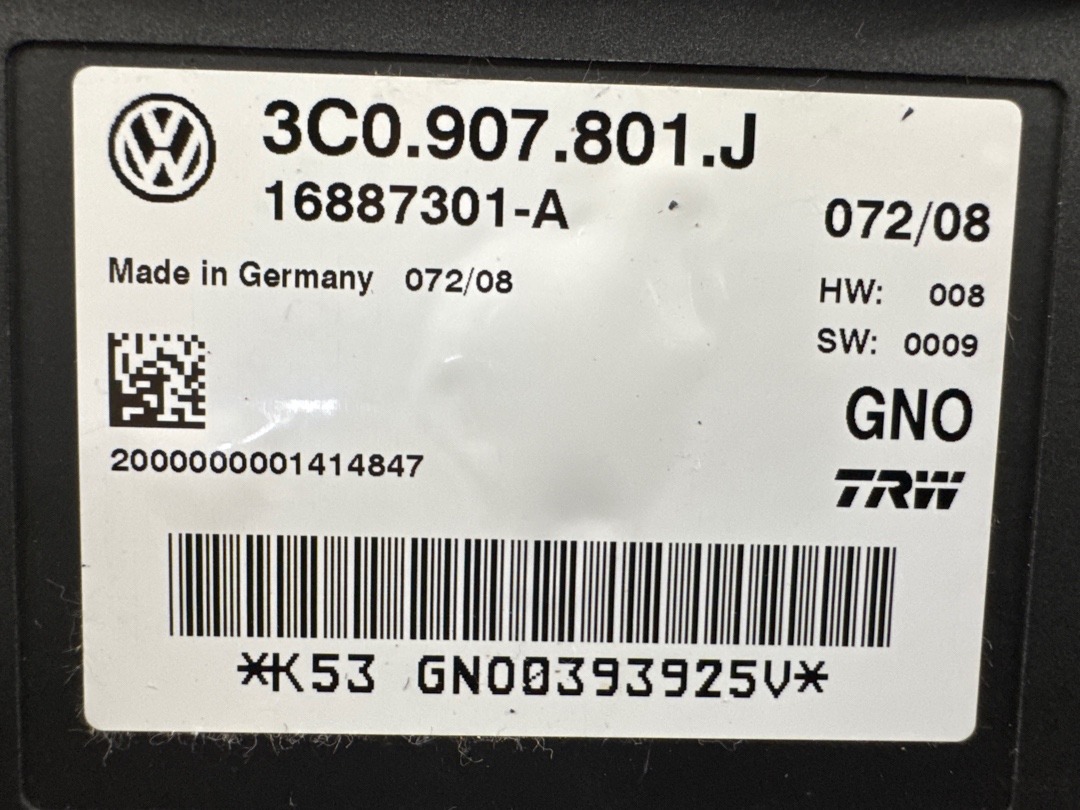 3C0.907.801.J
16887301-A
072/08
Made in Germany 072/08
HW: 008
SW: 0009
GNO
TRW
2000000001414847
*K53 GNO00393925V*